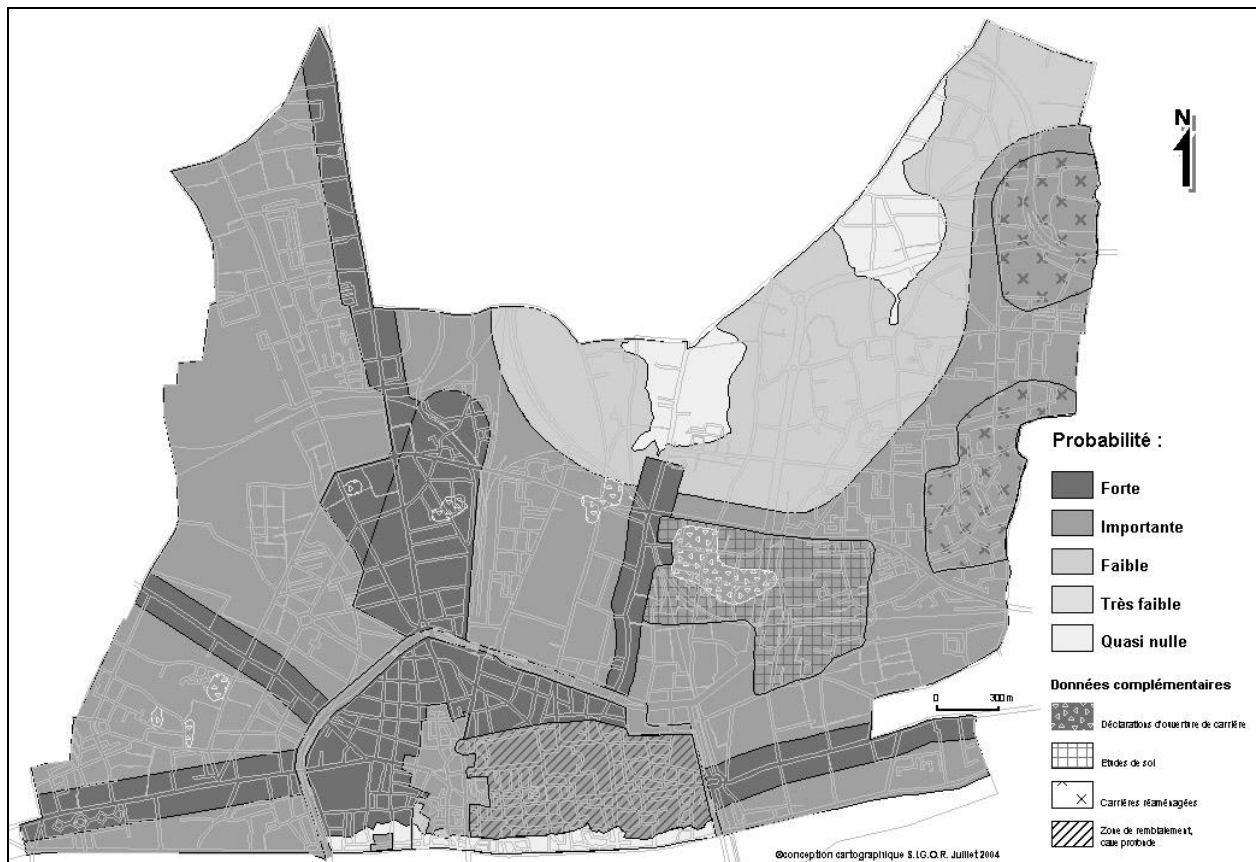 N
Probabilité :
Forte
Importante
Faible
Très faible
Quasi nulle
Données complémentaires
0 300 m
Déclarations d'ouverture de carrière
Etudes de sol
Carrières réaménagées
Zone de remblaiement,
cave profonde
©conception cartographique S.I.G.O.R. Juillet 2004